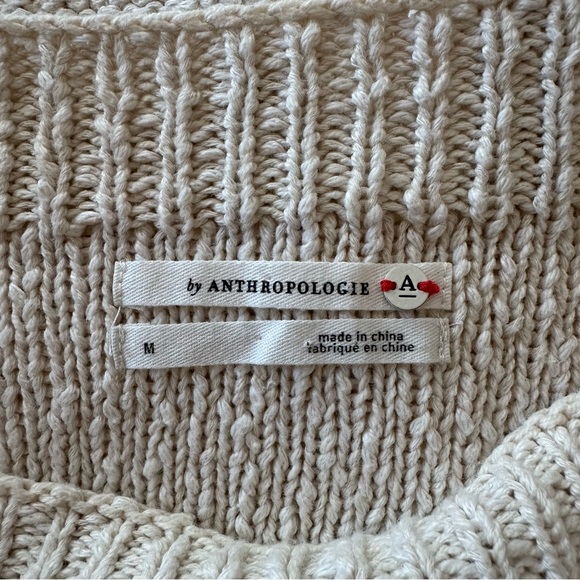 by ANTHROPOLOGIE A
M
made in china
fabriqué en chine